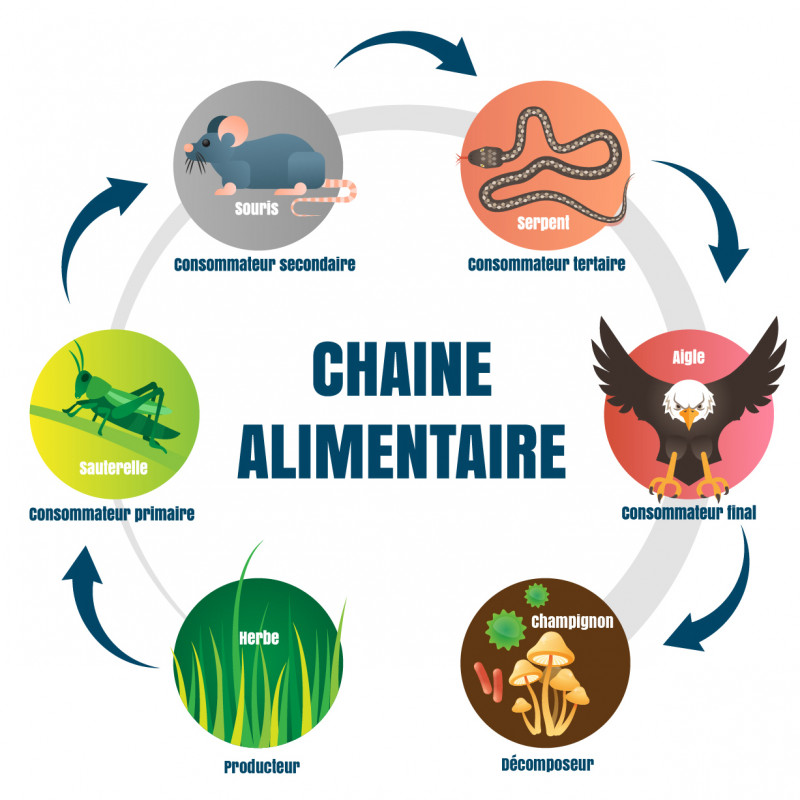 Souris
Consommateur secondaire
Serpent
Consommateur tertaire
Aigle
Consommateur final
CHAINE
ALIMENTAIRE
Sauterelle
Consommateur primaire
Herbe
Producteur
Champignon
Décomposeur